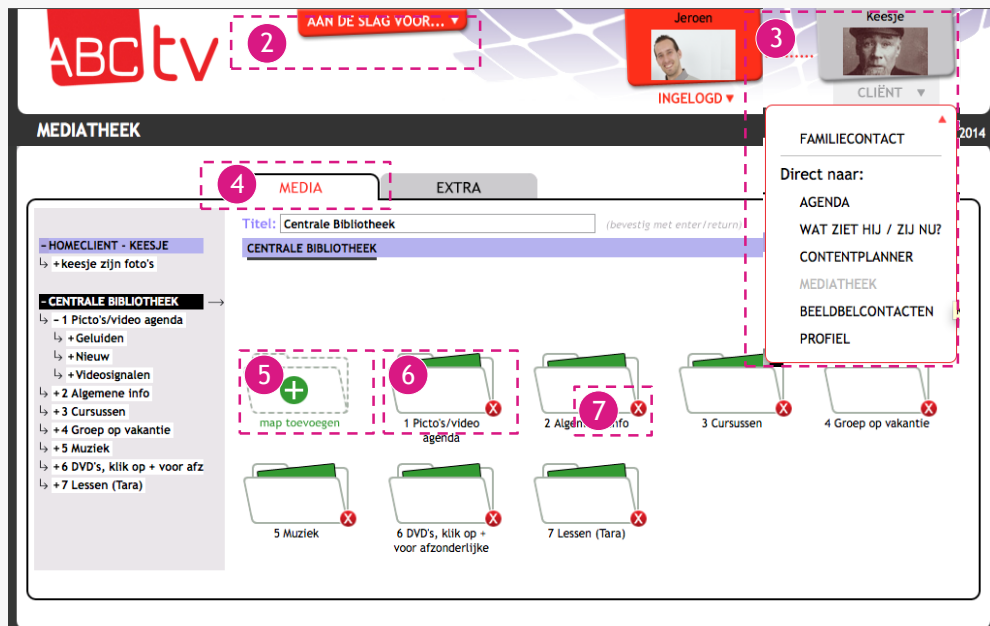 2
AAN DE SLAG VOOR... ▼
Jeroen
3
Keesje
ABC tv
INGELOGD ▼
CLIËNT ▼
MEDIATHEEK
2014
FAMILIECONTACT
Direct naar:
AGENDA
WAT ZIET HIJ / ZIJ NU?
CONTENTPLANNER
MEDIATHEEK
BEELDBELCONTACTEN
PROFIEL
4
MEDIA
EXTRA
Titel: Centrale Bibliotheek (bevestig met enter/return)
CENTRALE BIBLIOTHEEK
- HOMECLIENT - KEESJE
+ keesje zijn foto's
- CENTRALE BIBLIOTHEEK
- 1 Picto's/video agenda
+ Geluiden
+ Nieuw
+ Videosignalen
+ 2 Algemene info
+ 3 Cursussen
+ 4 Groep op vakantie
+ 5 Muziek
+ 6 DVD's, klik op + voor afz
+ 7 Lessen (Tara)
5
map toevoegen
6
1 Picto's/video
agenda
7
3 Cursussen
4 Groep op vakantie
5 Muziek
6 DVD's, klik op +
voor afzonderlijke
7 Lessen (Tara)